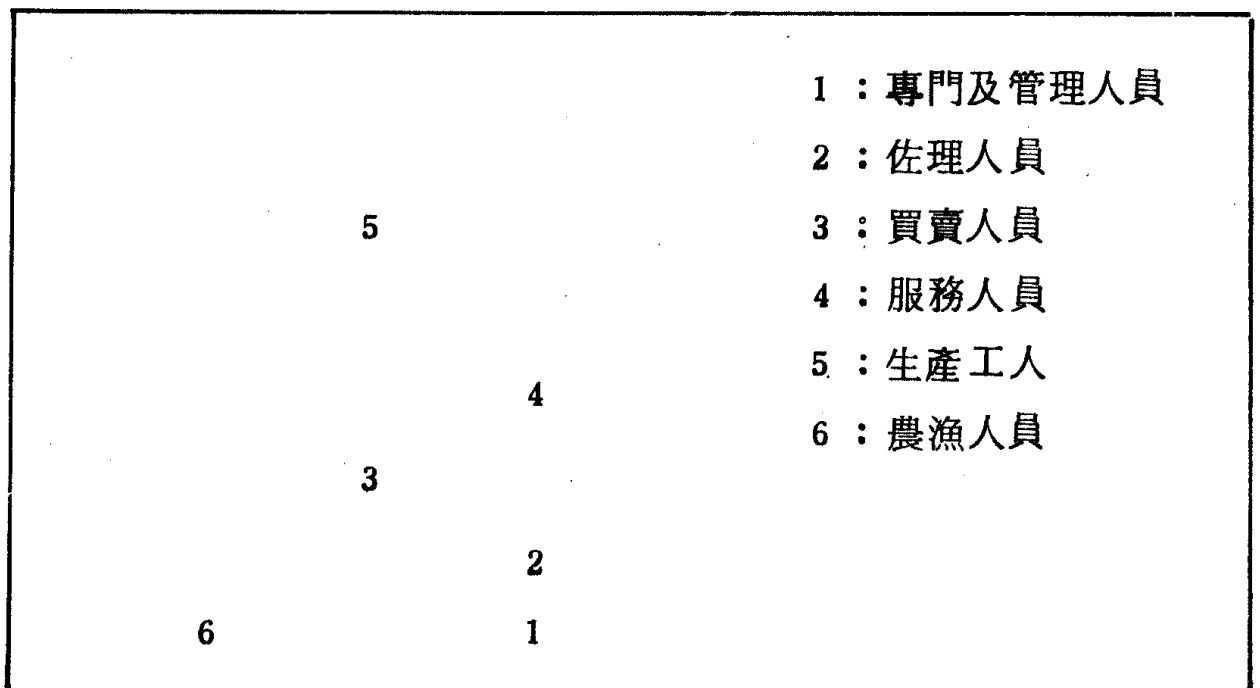 1 ：專門及管理人員
2 ：佐理人員
5
3 ：買賣人員
4 ：服務人員
5 ：生產工人
4
6 ：農漁人員
3
2
6 1